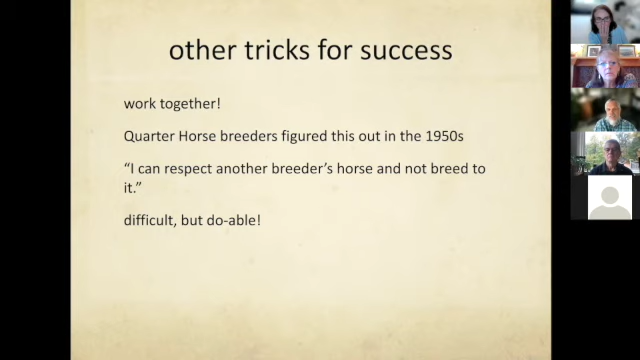 other tricks for success
work together!
Quarter Horse breeders figured this out in the 1950s
“I can respect another breeder’s horse and not breed to
it.”
difficult, but do-able!